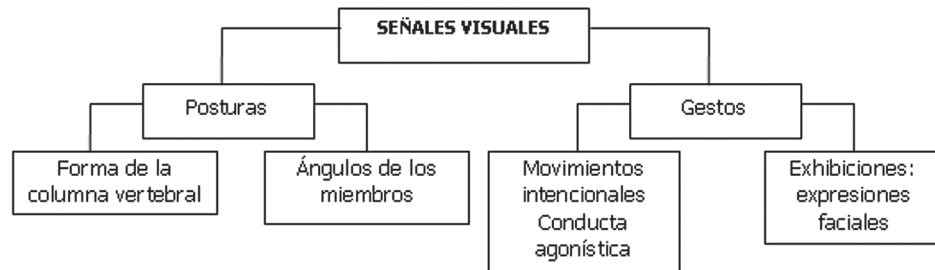 SEÑALES VISUALES
Posturas
Gestos
Forma de la
columna vertebral
Ángulos de los
miembros
Movimientos
intencionales
Conducta
agonística
Exhibiciones:
expresiones
faciales